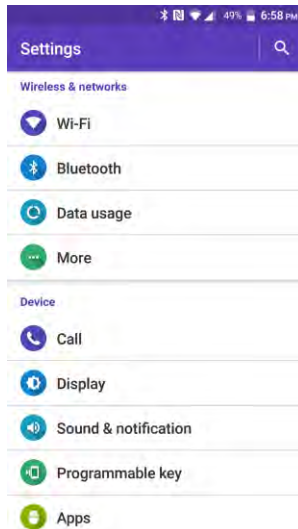 49% 6:58 PM
Settings
Wireless & networks
Wi-Fi
Bluetooth
Data usage
More
Device
Call
Display
Sound & notification
Programmable key
Apps